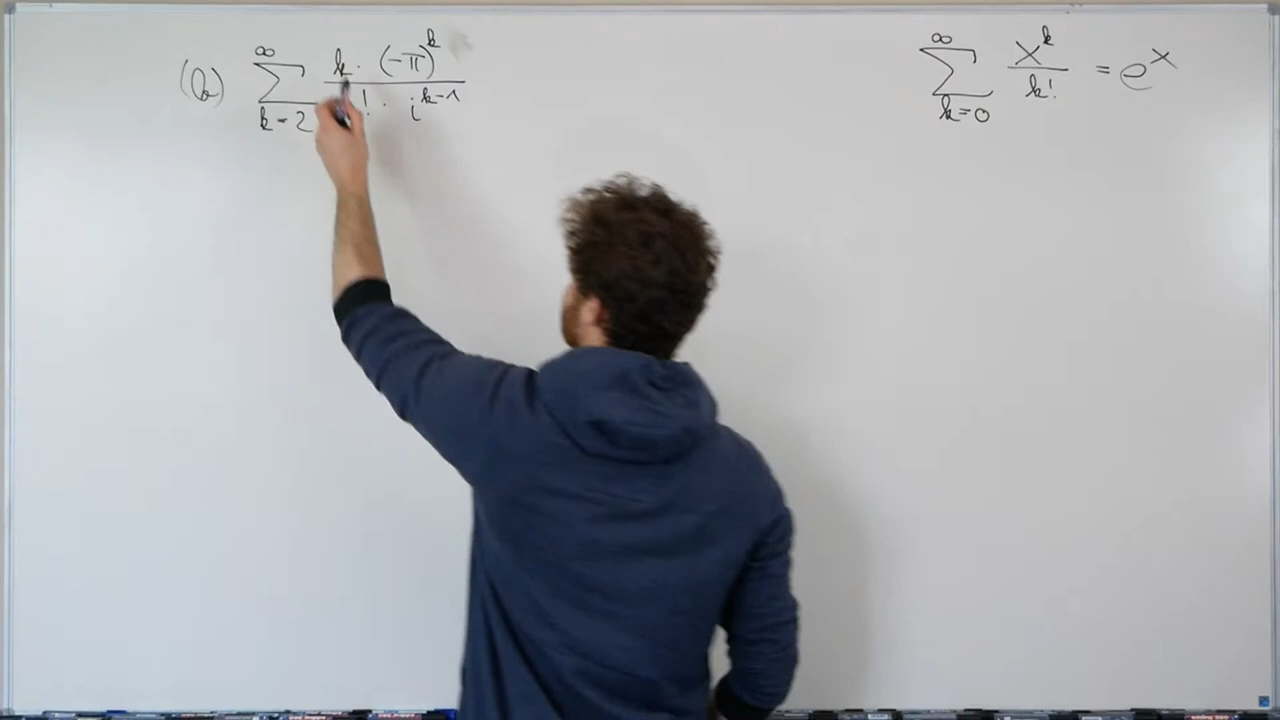 (b) ∞ ∑ k=2 k · (-π)^k / ! · i^{k-1}
∞ ∑ k=0 x^k / k! = e^x